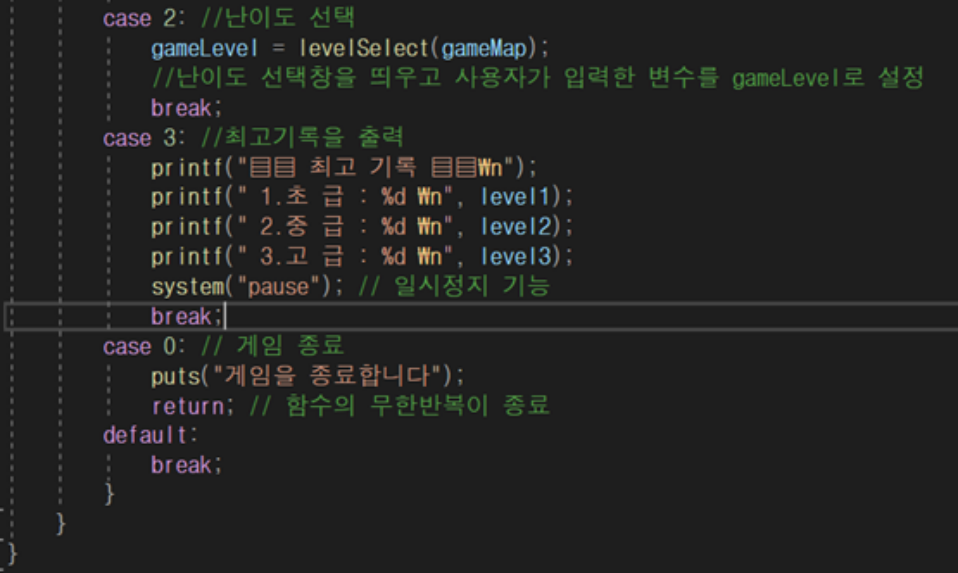 case 2: //난이도 선택
gameLevel = levelSelect(gameMap);
//난이도 선택창을 띄우고 사용자가 입력한 변수를 gameLevel로 설정
break;
case 3: //최고기록을 출력
printf("▤▤ 최고 기록 ▤▤₩n");
printf(" 1.초 급 : %d ₩n", level1);
printf(" 2.중 급 : %d ₩n", level2);
printf(" 3.고 급 : %d ₩n", level3);
system("pause"); // 일시정지 기능
break;
case 0: // 게임 종료
puts("게임을 종료합니다");
return; // 함수의 무한반복이 종료
default:
break;
}
}
}